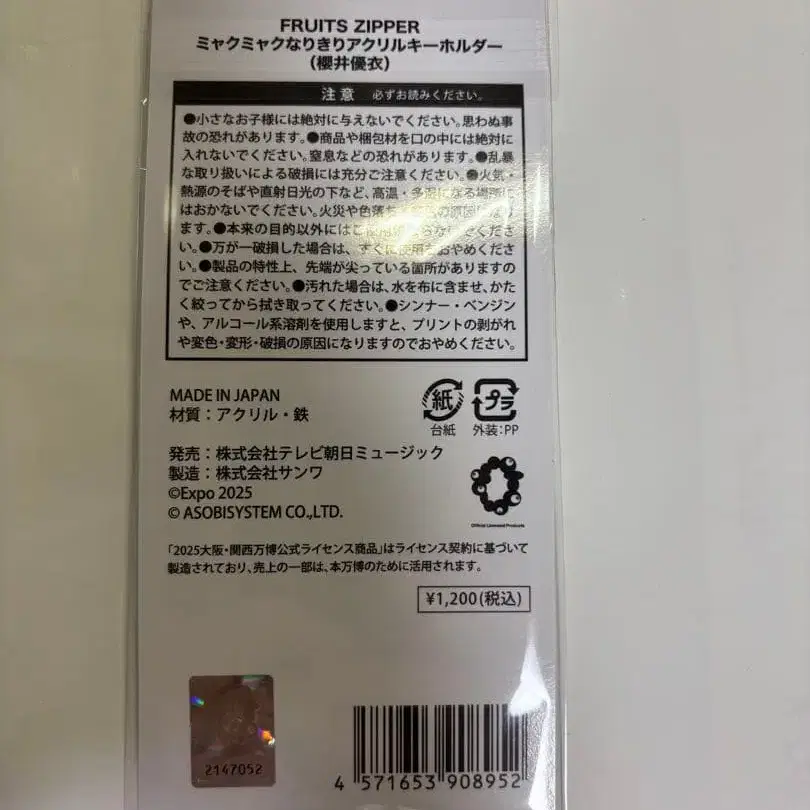 FRUITS ZIPPER
ミャクミャクなりきりアクリルキーホルダー
（櫻井優衣）
注意 必ずお読みください。
●小さなお子様には絶対に与えないでください。思わぬ事
故の恐れがあります。●商品や梱包材を口の中には絶対に
入れないでください。窒息などの恐れがあります。●乱暴
な取り扱いによる破損には充分ご注意ください。●火気・
熱源のそばや直射日光の下など、高温・多湿になる場所に
はおかないでください。火災や色落ち の原因になり
ます。●本来の目的以外にはご使用 ないでくださ
い。●万が一破損した場合は、すぐに使用をおやめくださ
い。●製品の特性上、先端が尖っている箇所がありますの
でご注意ください。●汚れた場合は、水を布に含ませ、かた
く絞ってから拭き取ってください。●シンナー・ベンジン
や、アルコール系溶剤を使用しますと、プリントの剥がれ
や変色・変形・破損の原因になりますのでおやめください。
MADE IN JAPAN
材質：アクリル・鉄
紙
台紙
プラ
外装：PP
発売：株式会社テレビ朝日ミュージック
製造：株式会社サンワ
©Expo 2025
© ASOBISYSTEM CO.,LTD.
Official Licensed Products
「2025大阪・関西万博公式ライセンス商品」はライセンス契約に基づいて
製造されており、売上の一部は、本万博のために活用されます。
¥1,200(税込)
2147052
4 571653 908952